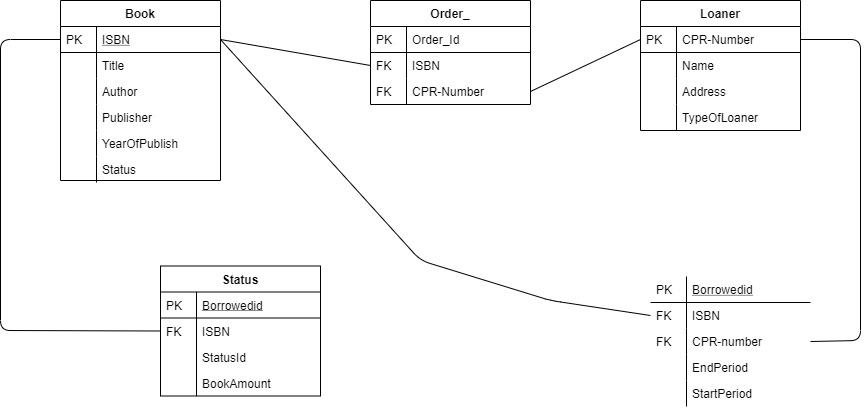 Book
PK ISBN
Title
Author
Publisher
YearOfPublish
Status
Order_
PK Order_Id
FK ISBN
FK CPR-Number
Loaner
PK CPR-Number
Name
Address
TypeOfLoaner
Status
PK Borrowedid
FK ISBN
StatusId
BookAmount
PK Borrowedid
FK ISBN
FK CPR-number
EndPeriod
StartPeriod